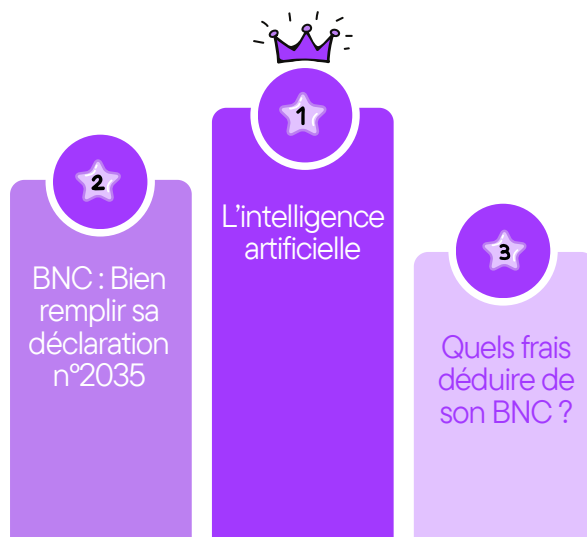 1
L'intelligence
artificielle
2
BNC : Bien
remplir sa
déclaration
n°2035
3
Quels frais
déduire de
son BNC ?